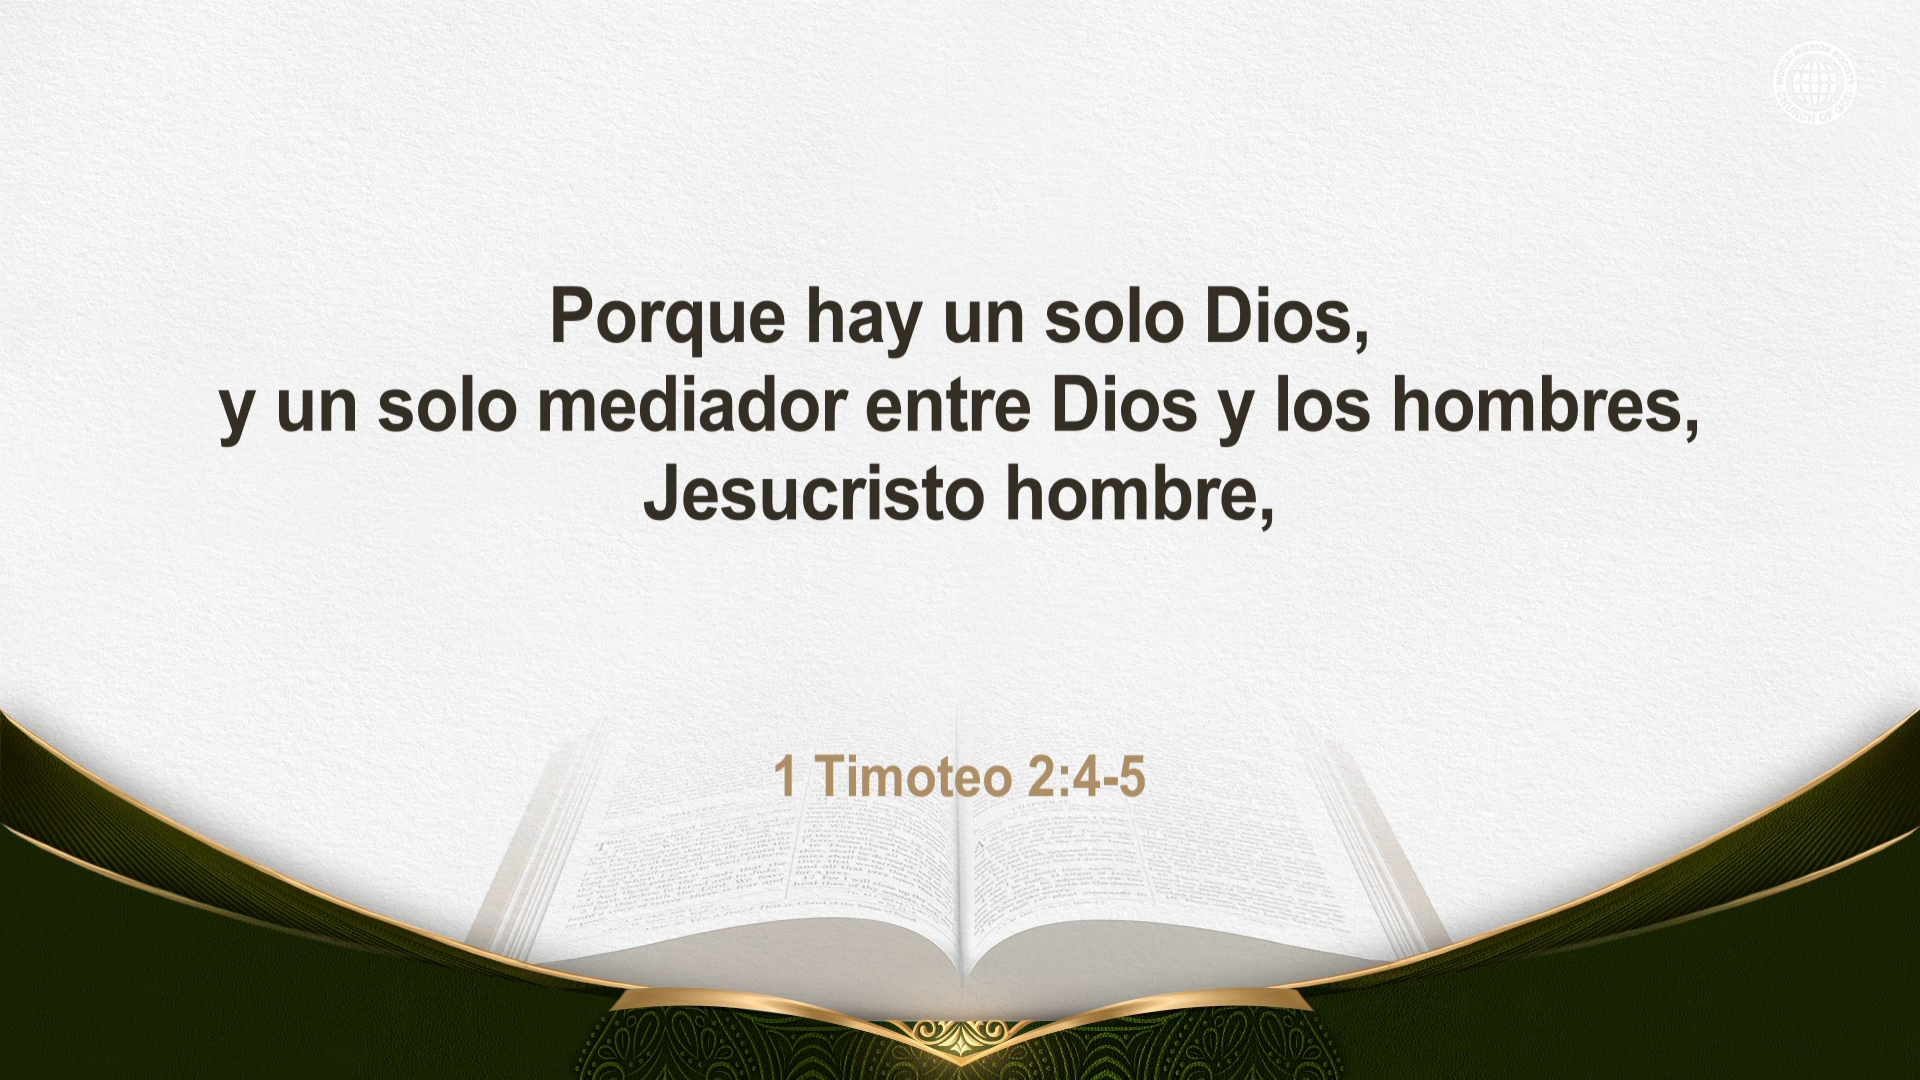 Porque hay un solo Dios,
y un solo mediador entre Dios y los hombres,
Jesucristo hombre,
1 Timoteo 2:4-5